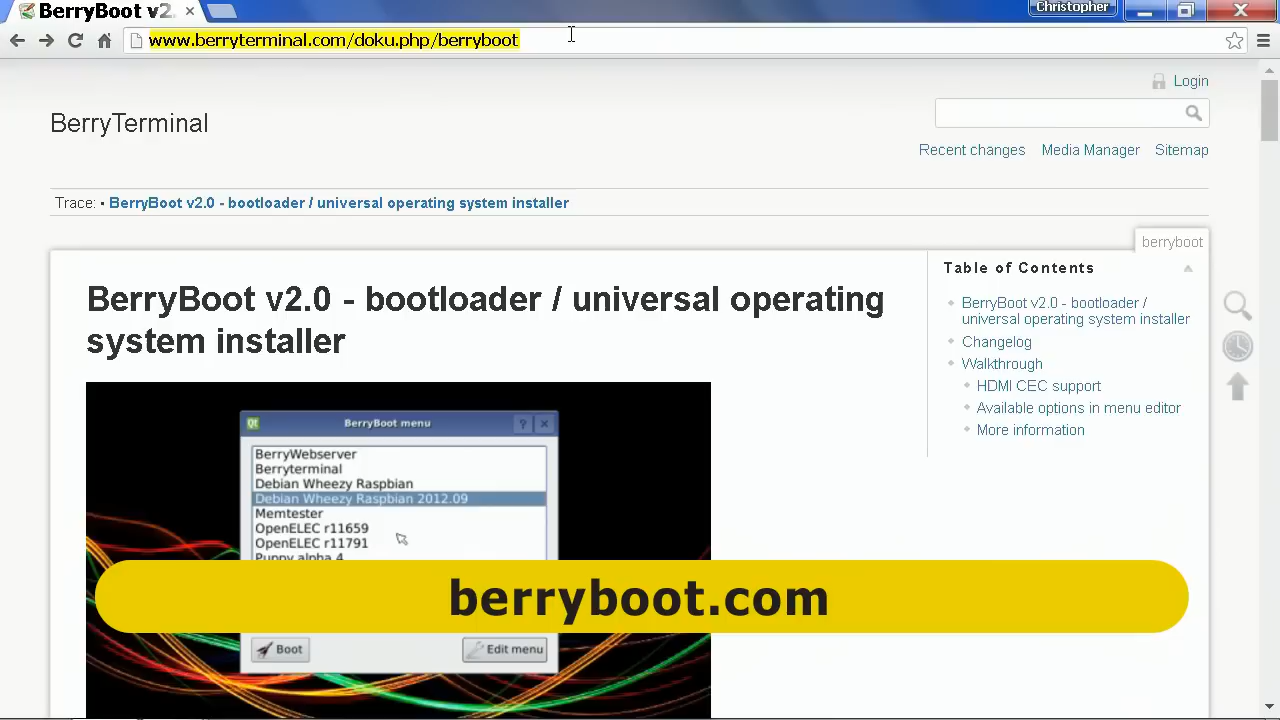 BerryBoot v2.
Christopher
www.berryterminal.com/doku.php/berryboot
Login
BerryTerminal
Recent changes Media Manager Sitemap
Trace: • BerryBoot v2.0 - bootloader / universal operating system installer
berryboot
BerryBoot v2.0 - bootloader / universal operating
system installer
Table of Contents
BerryBoot v2.0 - bootloader /
universal operating system installer
Changelog
Walkthrough
HDMI CEC support
Available options in menu editor
More information
BerryBoot menu
BerryWebserver
Berryterminal
Debian Wheezy Raspbian
Debian Wheezy Raspbian 2012.09
Memtester
OpenELEC r11659
OpenELEC r11791
Puppy alpha 4
berryboot.com
Boot Edit menu